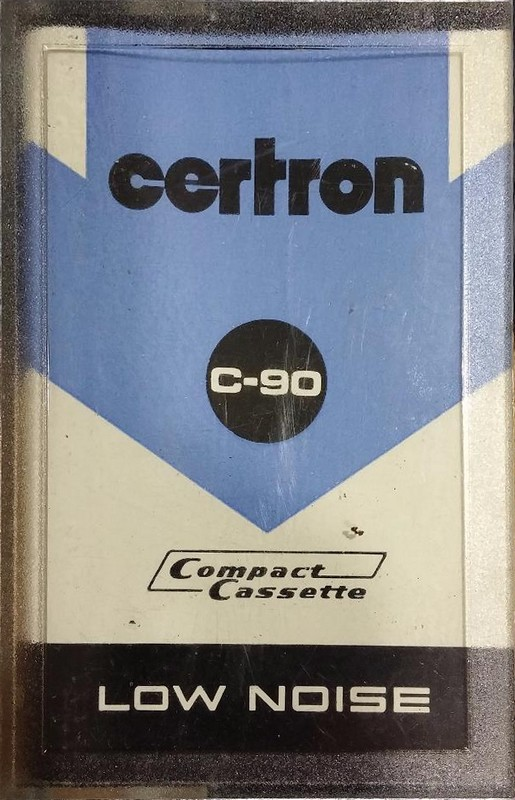 certron
C-90
Compact
Cassette
LOW NOISE